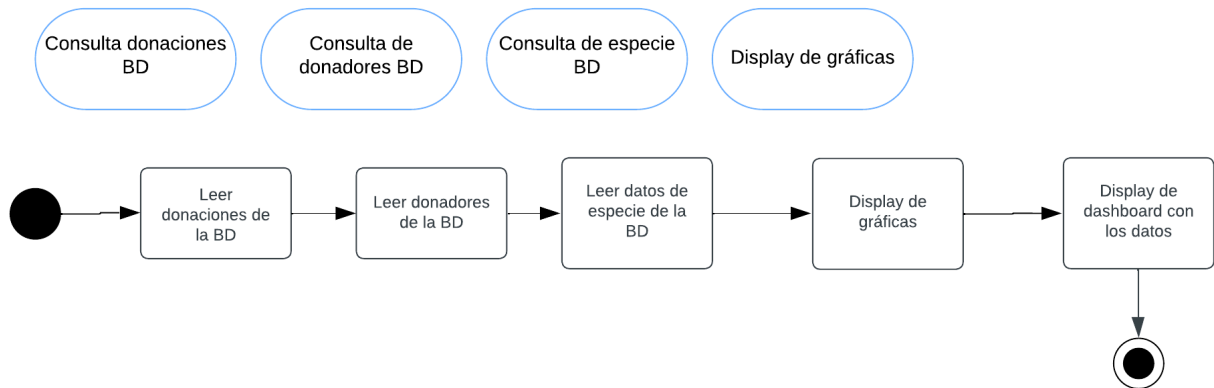 Consulta donaciones
BD
Consulta de
donadores BD
Consulta de especie
BD
Display de gráficas
Leer
donaciones de
la BD
Leer donadores
de la BD
Leer datos de
especie de la
BD
Display de
gráficas
Display de
dashboard con
los datos